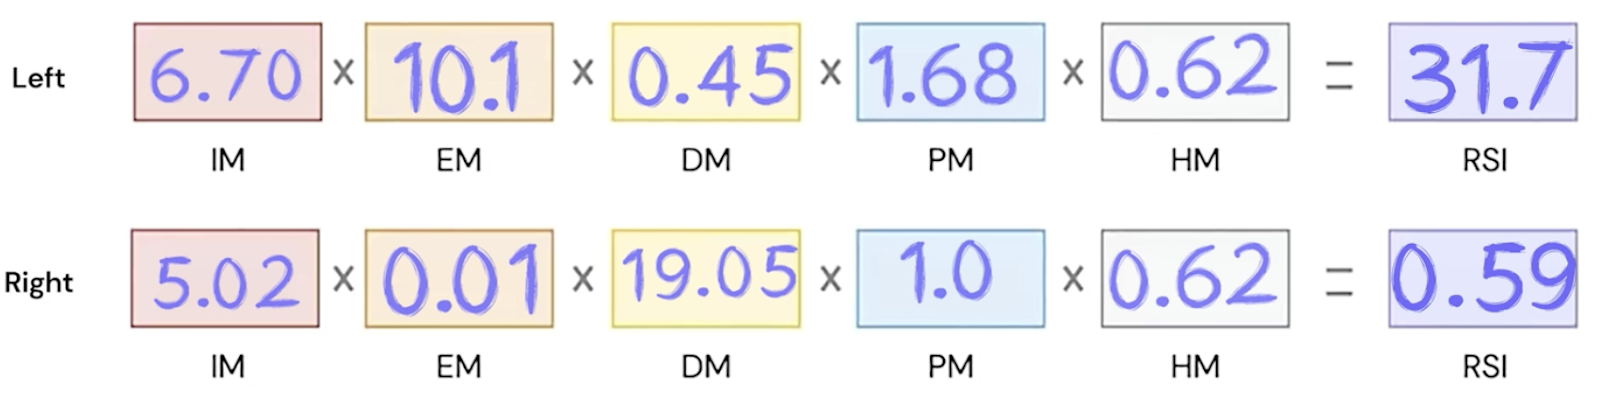 Left 6.70 x 10.1 x 0.45 x 1.68 x 0.62 = 31.7
IM EM DM PM HM RSI
Right 5.02 x 0.01 x 19.05 x 1.0 x 0.62 = 0.59
IM EM DM PM HM RSI